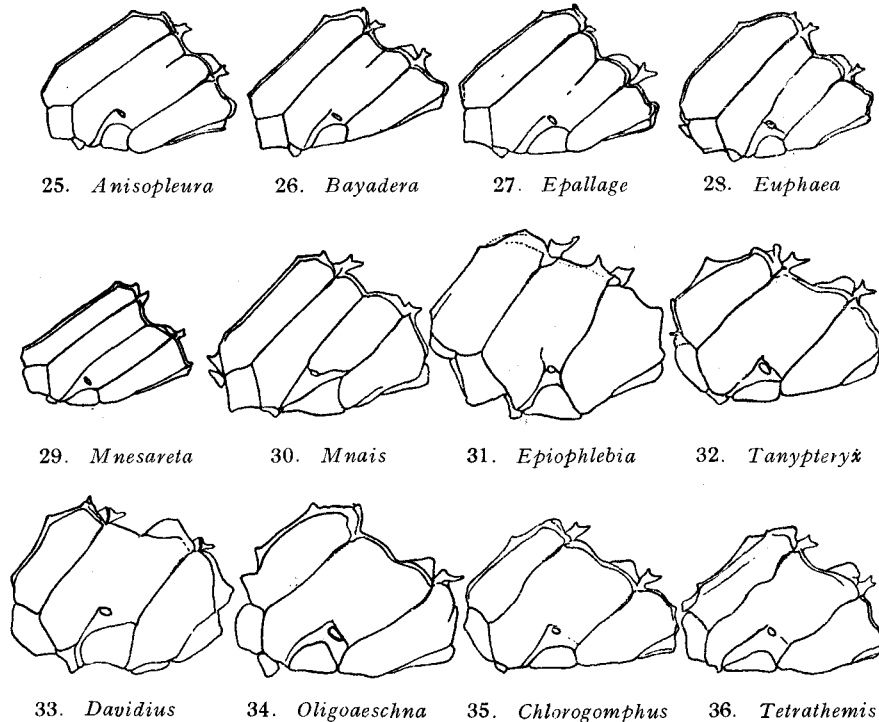 25. Anisopleura 26. Bayadera 27. Epallage 28. Euphaea
29. Mnesareta 30. Mnais 31. Epiophlebia 32. Tanypteryx
33. Davidius 34. Oligoaeschna 35. Chlorogomphus 36. Tetrathemis